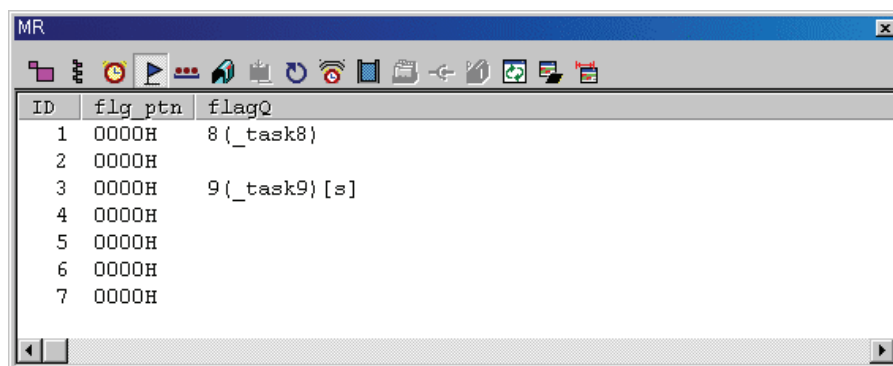 MR
ID flg_ptn flagQ
1 0000H 8(_task8)
2 0000H
3 0000H 9(_task9)[s]
4 0000H
5 0000H
6 0000H
7 0000H